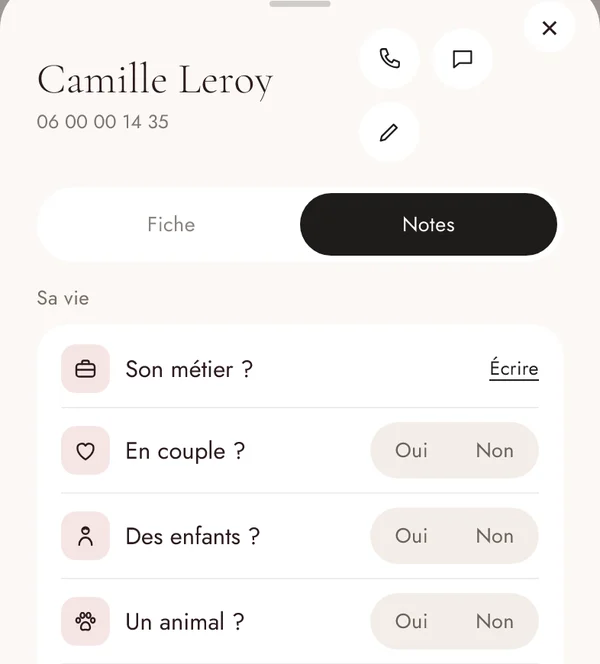 Camille Leroy
06 00 00 14 35
Fiche
Notes
Sa vie
Son métier ?
Écrire
En couple ?
Oui
Non
Des enfants ?
Oui
Non
Un animal ?
Oui
Non